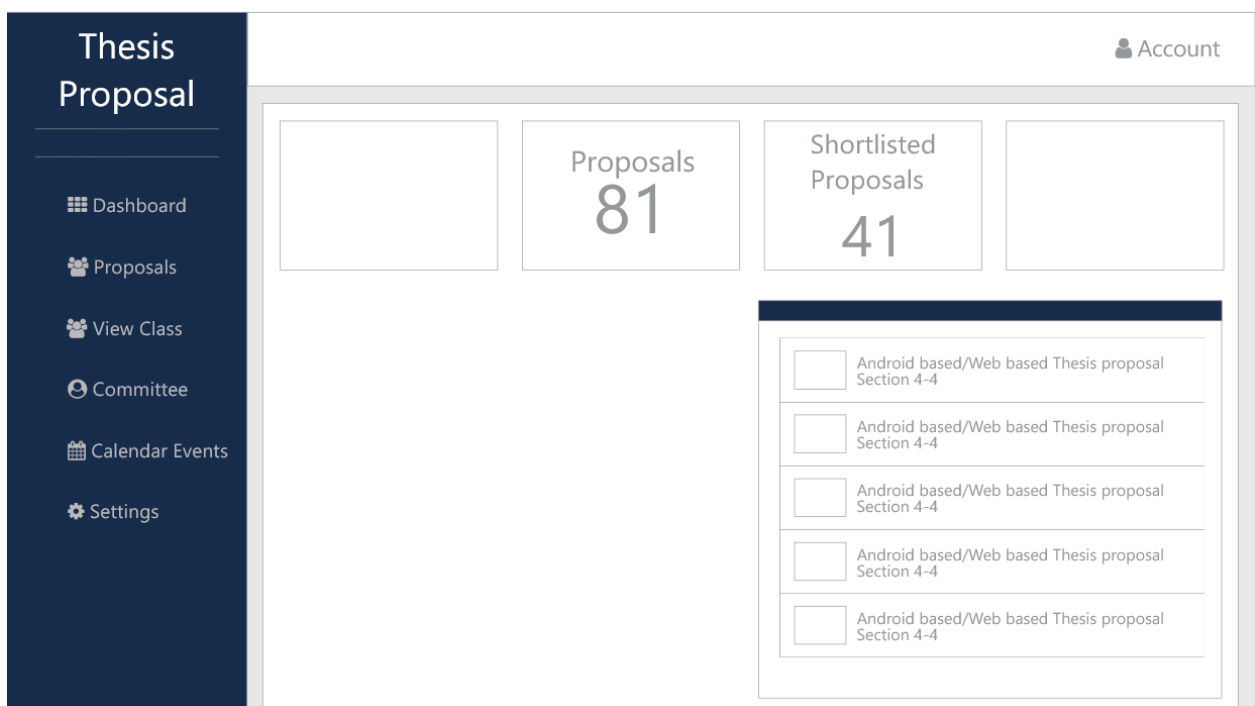 Thesis
Proposal
Dashboard
Proposals
View Class
Committee
Calendar Events
Settings
Account
Proposals
81
Shortlisted
Proposals
41
Android based/Web based Thesis proposal
Section 4-4
Android based/Web based Thesis proposal
Section 4-4
Android based/Web based Thesis proposal
Section 4-4
Android based/Web based Thesis proposal
Section 4-4
Android based/Web based Thesis proposal
Section 4-4